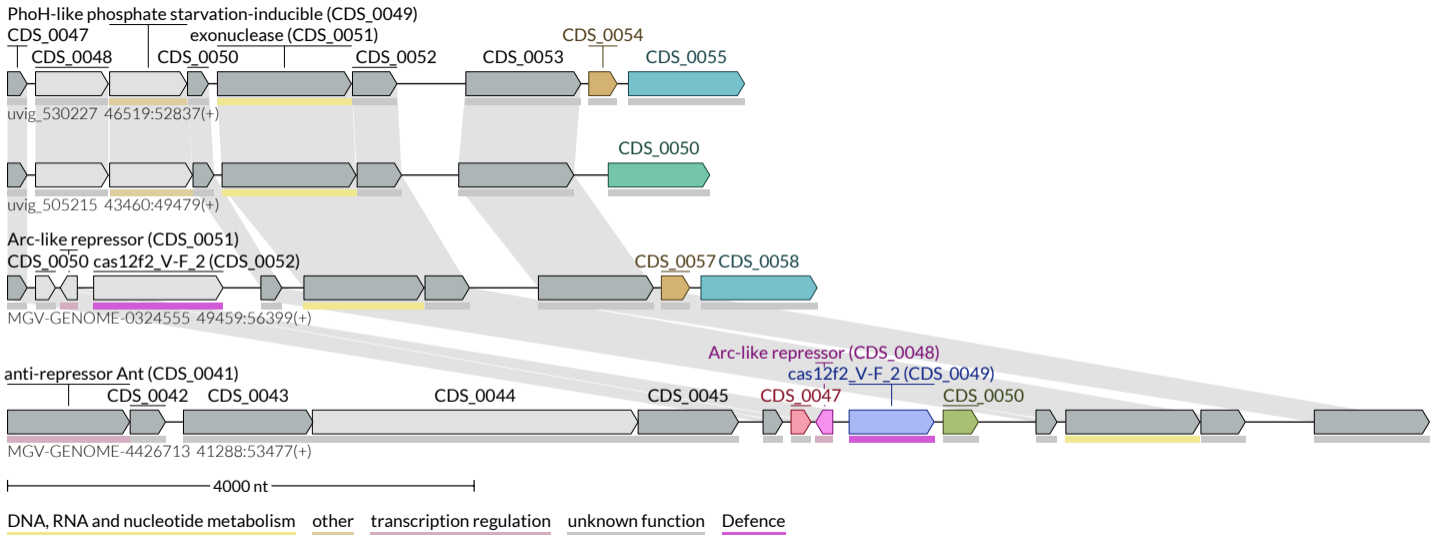 PhoH-like phosphate starvation-inducible (CDS_0049)
CDS_0047 exonuclease (CDS_0051) CDS_0054
CDS_0048 CDS_0050 CDS_0052 CDS_0053 CDS_0055
uvig_530227 46519:52837(+)
CDS_0050
uvig_505215 43460:49479(+)
Arc-like repressor (CDS_0051)
CDS_0050 cas12f2_V-F_2 (CDS_0052) CDS_0057 CDS_0058
MGV-GENOME-0324555 49459:56399(+)
Arc-like repressor (CDS_0048)
anti-repressor Ant (CDS_0041) cas12f2_V-F_2 (CDS_0049)
CDS_0042 CDS_0043 CDS_0044 CDS_0045 CDS_0047 CDS_0050
MGV-GENOME-4426713 41288:53477(+)
4000 nt
DNA, RNA and nucleotide metabolism other transcription regulation unknown function Defence